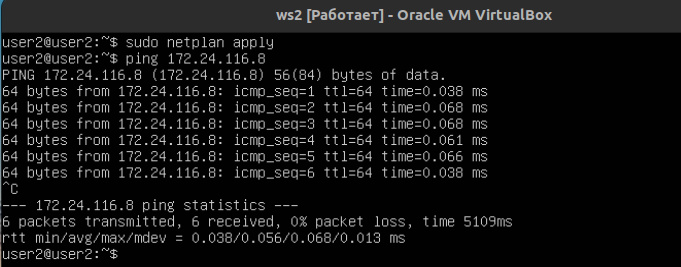 ws2 [Работает] - Oracle VM VirtualBox
user2@user2:~$ sudo netplan apply
user2@user2:~$ ping 172.24.116.8
PING 172.24.116.8 (172.24.116.8) 56(84) bytes of data.
64 bytes from 172.24.116.8: icmp_seq=1 ttl=64 time=0.038 ms
64 bytes from 172.24.116.8: icmp_seq=2 ttl=64 time=0.068 ms
64 bytes from 172.24.116.8: icmp_seq=3 ttl=64 time=0.068 ms
64 bytes from 172.24.116.8: icmp_seq=4 ttl=64 time=0.061 ms
64 bytes from 172.24.116.8: icmp_seq=5 ttl=64 time=0.066 ms
64 bytes from 172.24.116.8: icmp_seq=6 ttl=64 time=0.038 ms
^C
--- 172.24.116.8 ping statistics ---
6 packets transmitted, 6 received, 0% packet loss, time 5109ms
rtt min/avg/max/mdev = 0.038/0.056/0.068/0.013 ms
user2@user2:~$